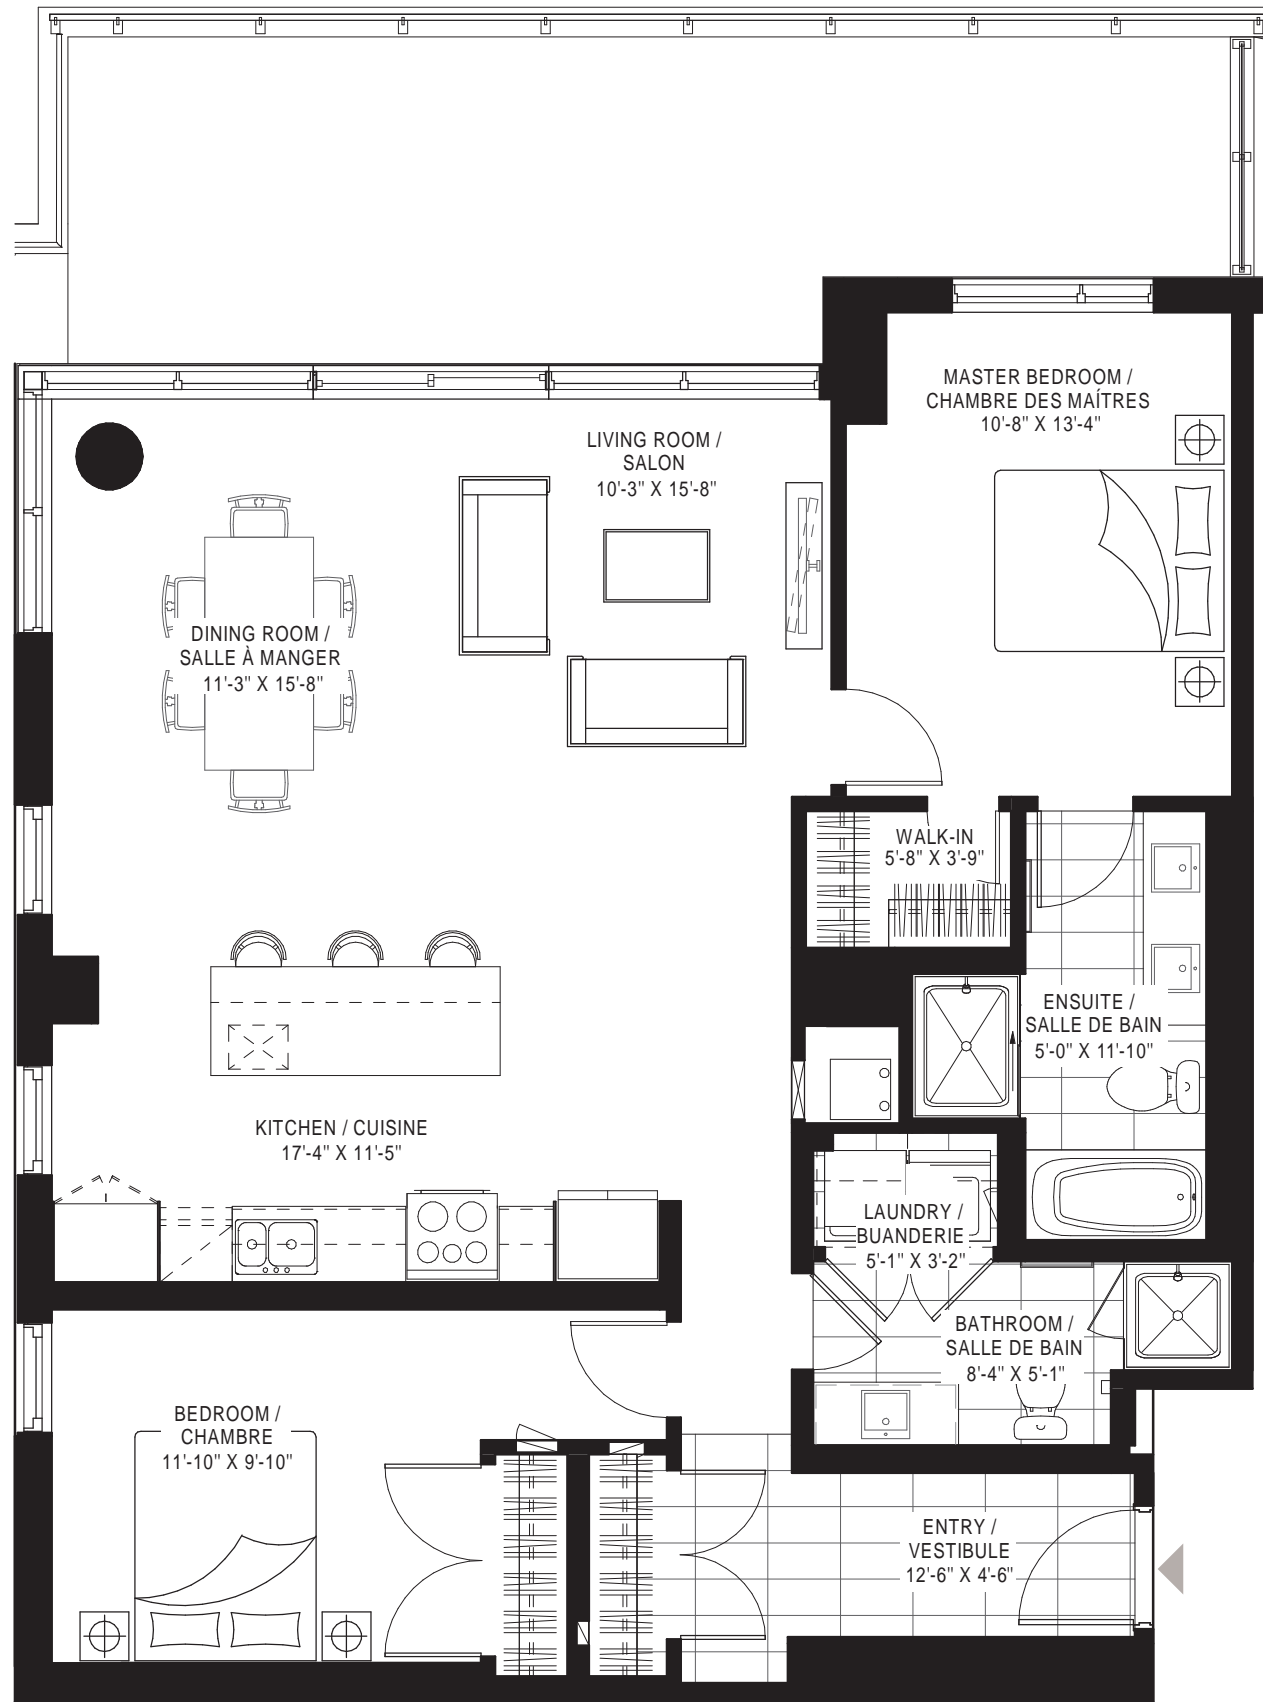 MASTER BEDROOM /
CHAMBRE DES MAÍTRES
10'-8" X 13'-4"
LIVING ROOM /
SALON
10'-3" X 15'-8"
DINING ROOM /
SALLE À MANGER
11'-3" X 15'-8"
WALK-IN
5'-8" X 3'-9"
ENSUITE /
SALLE DE BAIN
5'-0" X 11'-10"
KITCHEN / CUISINE
17'-4" X 11'-5"
LAUNDRY /
BUANDERIE
5'-1" X 3'-2"
BATHROOM /
SALLE DE BAIN
8'-4" X 5'-1"
BEDROOM /
CHAMBRE
11'-10" X 9'-10"
ENTRY /
VESTIBULE
12'-6" X 4'-6"